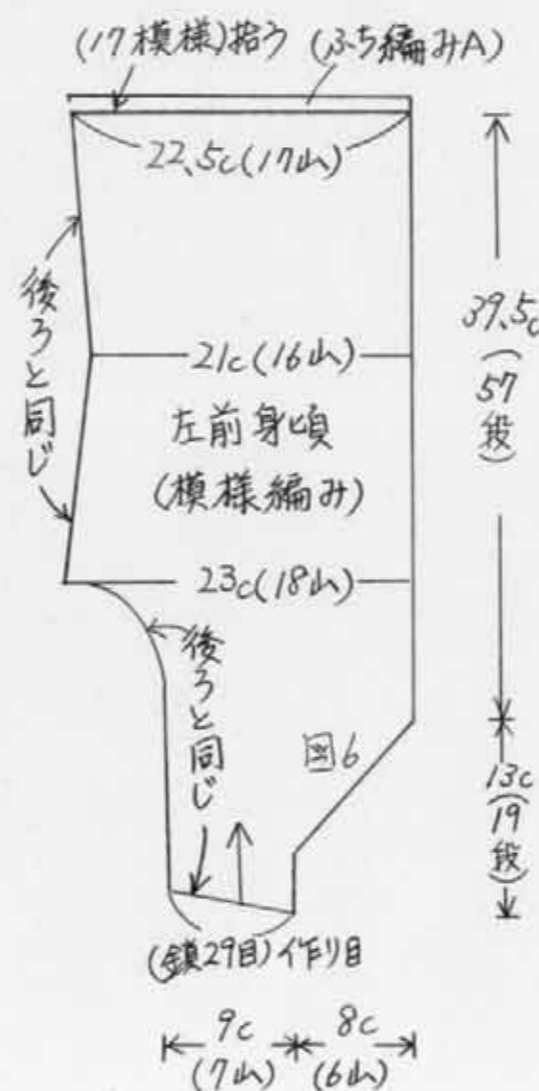 (17模様)拾う (ふち編みA)
22.5c(17山)
後ろと同じ
39.5c
(57段)
21c(16山)
左前身頃
(模様編み)
23c(18山)
後ろと同じ
図6
13c
(19段)
(鎖29目)作り目
9c
(7山)
8c
(6山)